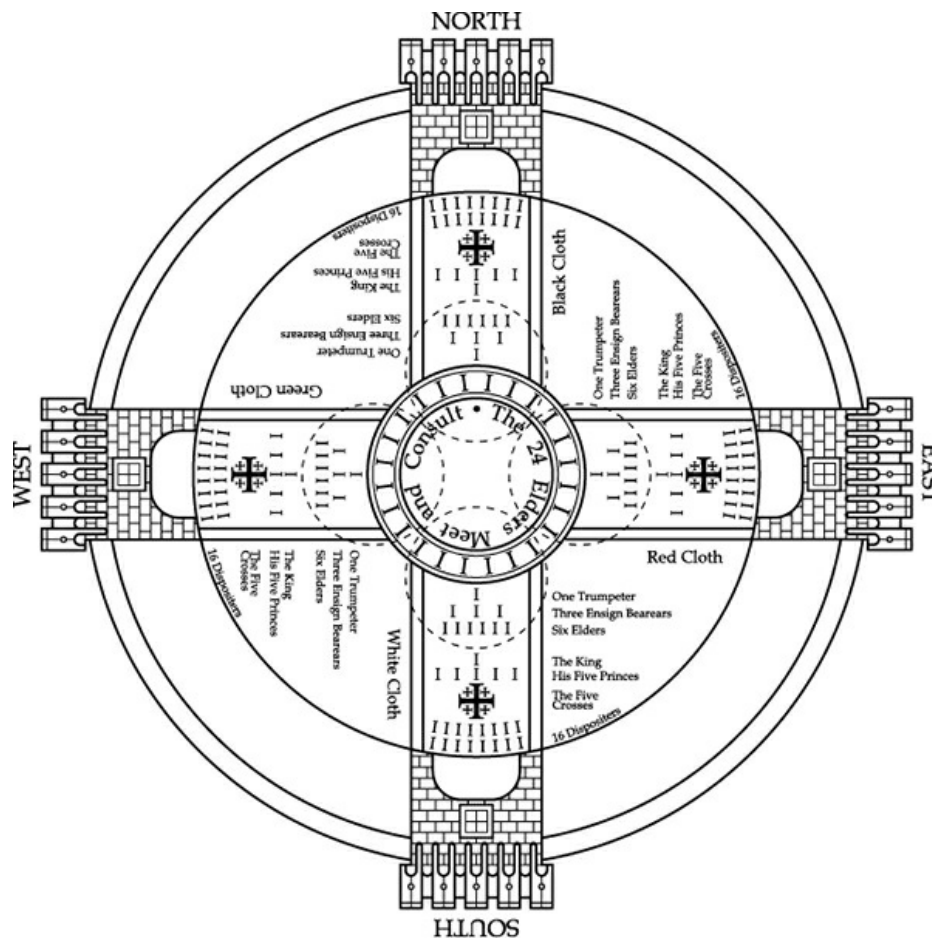 NORTH
16 Dispositers
The Five
Crosses
His Five Princes
The King
Six Elders
Three Ensign Bearears
One Trumpeter
Green Cloth
Black Cloth
One Trumpeter
Three Ensign Bearears
Six Elders
The King
His Five Princes
The Five
Crosses
16 Dispositers
WEST
The 24 Elders Meet and Consult •
EAST
Red Cloth
One Trumpeter
Three Ensign Bearears
Six Elders
The King
His Five Princes
The Five
Crosses
16 Dispositers
White Cloth
One Trumpeter
Three Ensign Bearears
Six Elders
The King
His Five Princes
The Five
Crosses
16 Dispositers
SOUTH